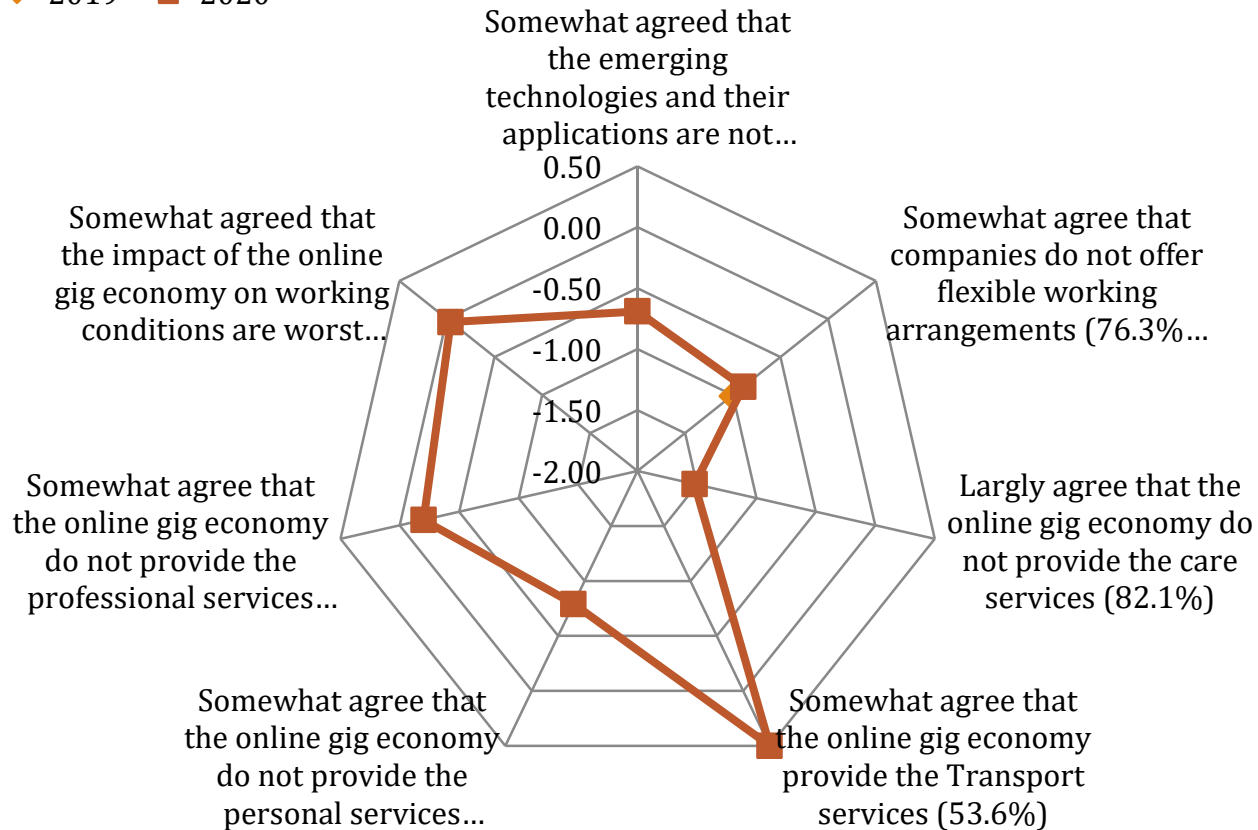 2019 2020
Somewhat agreed that
the emerging
technologies and their
applications are not…
0.50
0.00
-0.50
-1.00
-1.50
-2.00
Somewhat agree that
companies do not offer
flexible working
arrangements (76.3%…
Largly agree that the
online gig economy do
not provide the care
services (82.1%)
Somewhat agree that
the online gig economy
provide the Transport
services (53.6%)
Somewhat agree that
the online gig economy
do not provide the
personal services…
Somewhat agree that
the online gig economy
do not provide the
professional services…
Somewhat agreed that
the impact of the online
gig economy on working
conditions are worst…